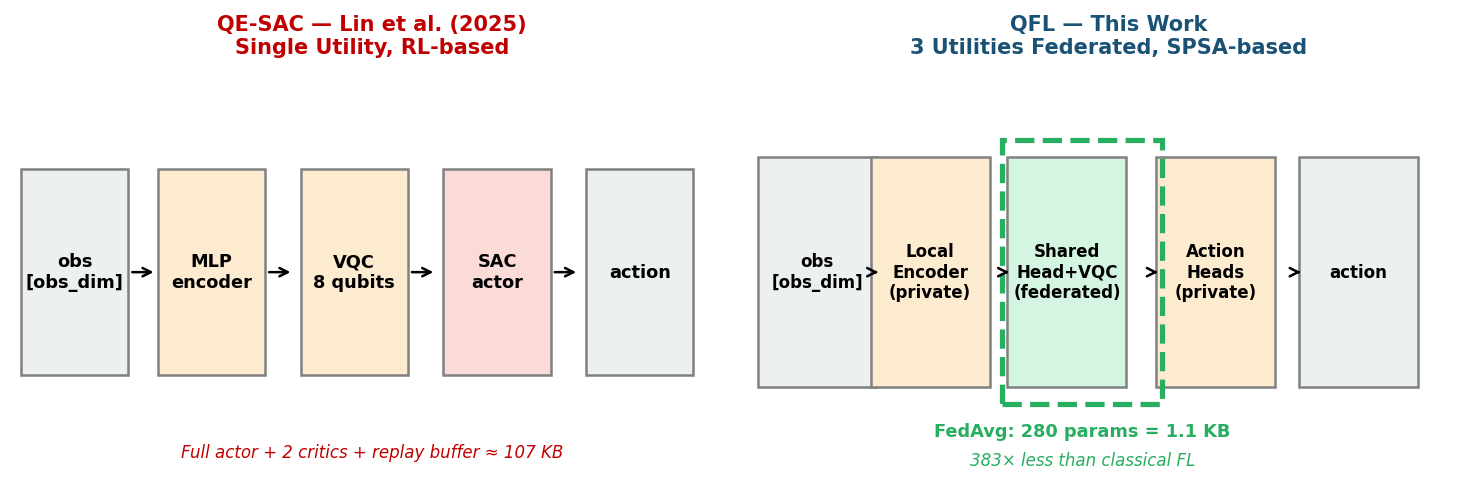 QE-SAC — Lin et al. (2025)
Single Utility, RL-based
obs
[obs_dim]
MLP
encoder
VQC
8 qubits
SAC
actor
action
Full actor + 2 critics + replay buffer ≈ 107 KB
QFL — This Work
3 Utilities Federated, SPSA-based
obs
[obs_dim]
Local
Encoder
(private)
Shared
Head+VQC
(federated)
Action
Heads
(private)
action
FedAvg: 280 params = 1.1 KB
383× less than classical FL